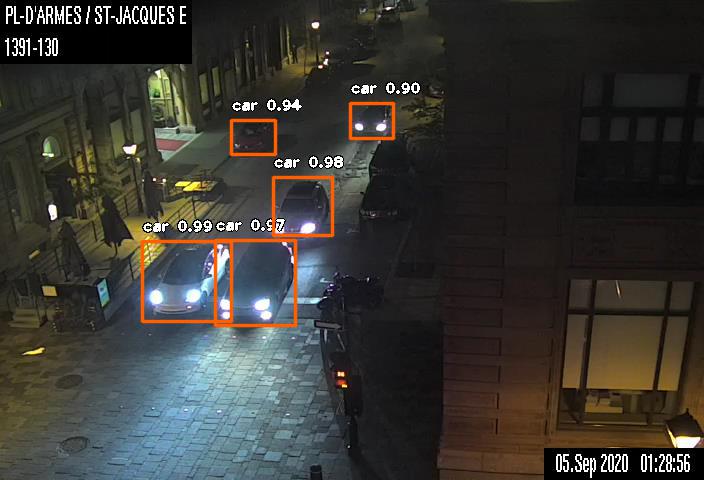 PL-D'ARMES / ST-JACQUES E
1391-130
car 0.94
car 0.90
car 0.98
car 0.99
car 0.97
05.Sep 2020 01:28:56